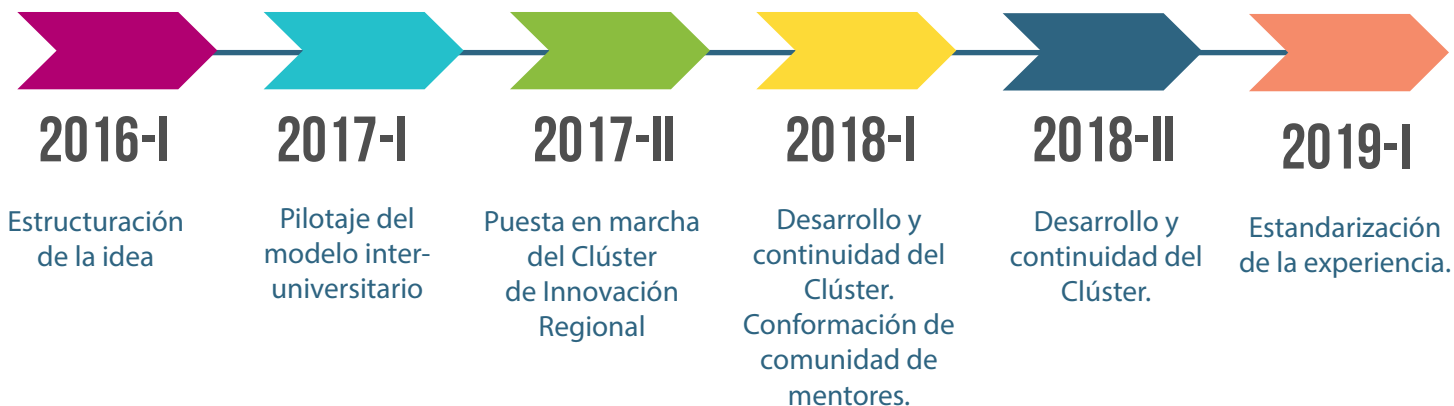 2016-I
Estructuración
de la idea
2017-I
Pilotaje del
modelo inter-
universitario
2017-II
Puesta en marcha
del Clúster
de Innovación
Regional
2018-I
Desarrollo y
continuidad del
Clúster.
Conformación de
comunidad de
mentores.
2018-II
Desarrollo y
continuidad del
Clúster.
2019-I
Estandarización
de la experiencia.